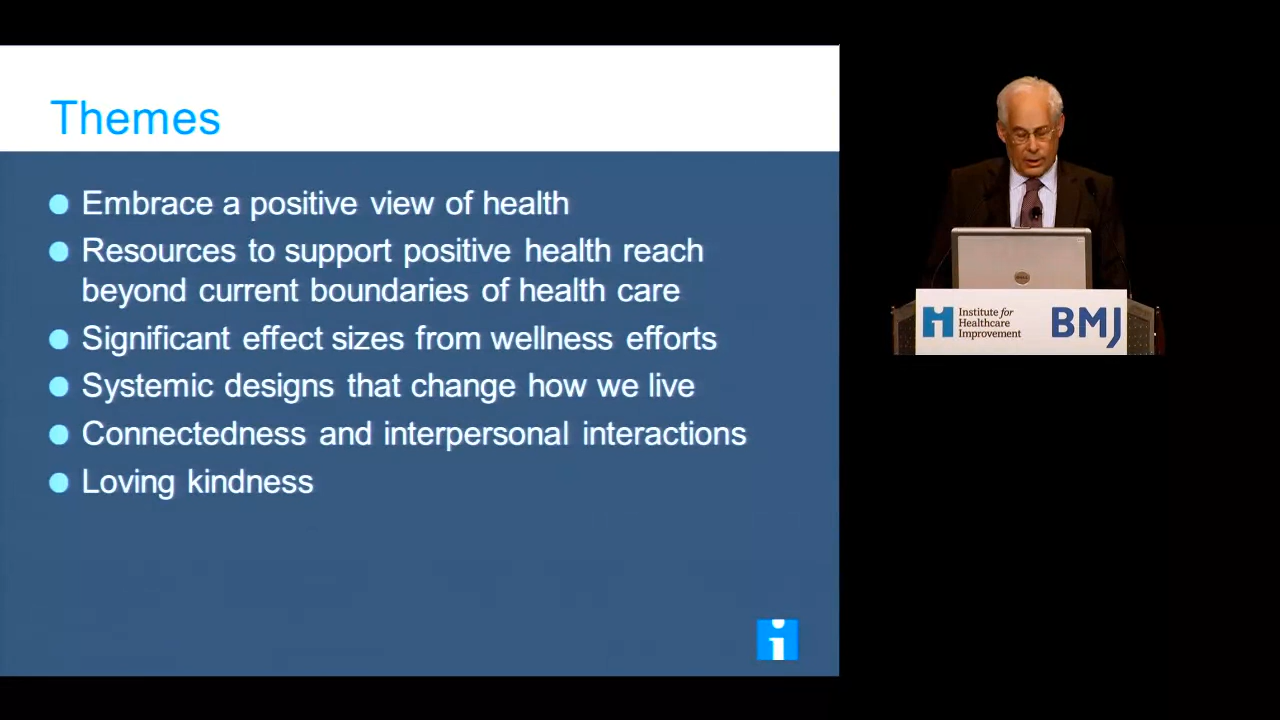 Themes
Embrace a positive view of health
Resources to support positive health reach
beyond current boundaries of health care
Significant effect sizes from wellness efforts
Systemic designs that change how we live
Connectedness and interpersonal interactions
Loving kindness
Institute for
Healthcare
Improvement
BMJ